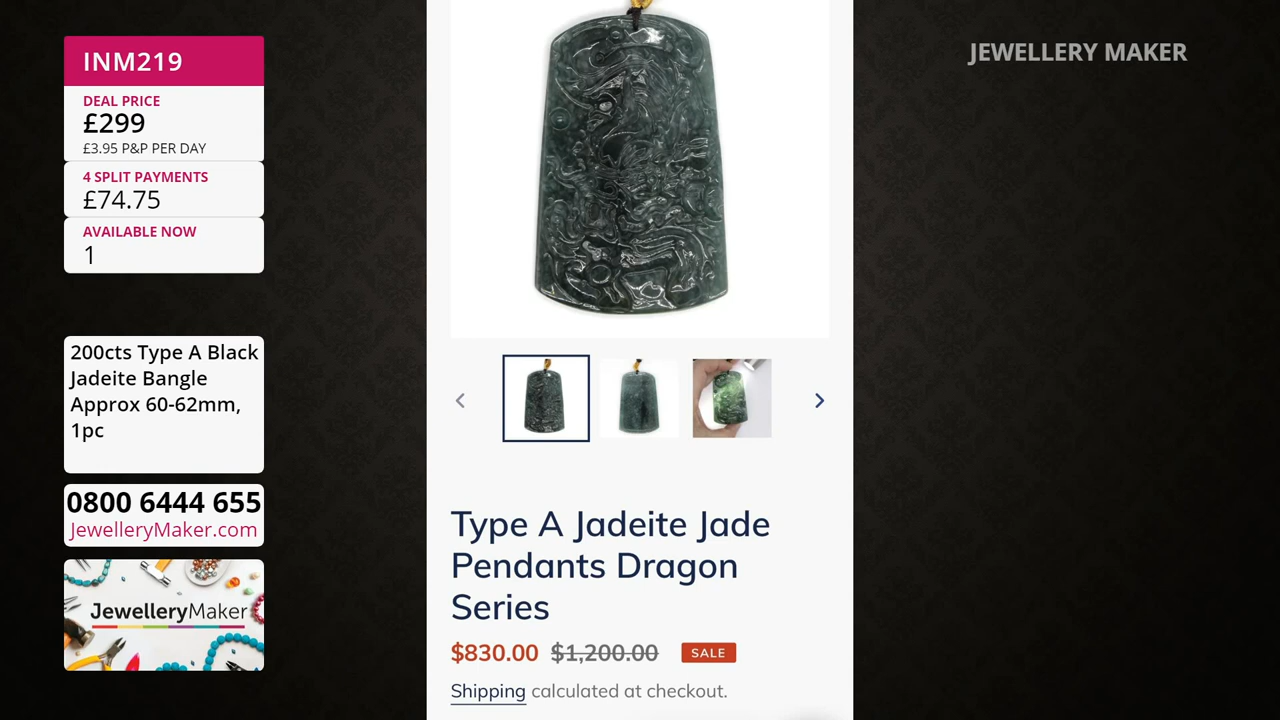 INM219
DEAL PRICE
£299
£3.95 P&P PER DAY
4 SPLIT PAYMENTS
£74.75
AVAILABLE NOW
1
200cts Type A Black
Jadeite Bangle
Approx 60-62mm,
1pc
0800 6444 655
JewelleryMaker.com
JewelleryMaker
Type A Jadeite Jade
Pendants Dragon
Series
$830.00 $1,200.00 SALE
Shipping calculated at checkout.
JEWELLERY MAKER